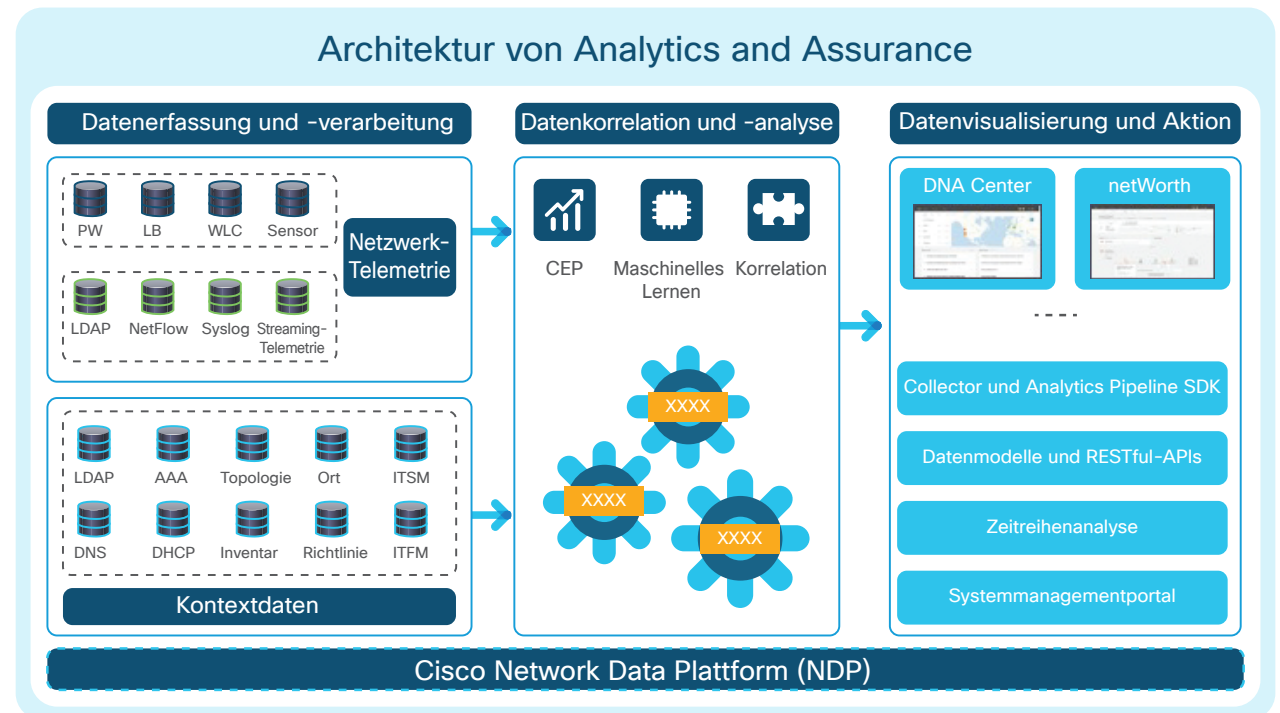 Architektur von Analytics and Assurance
Datenerfassung und -verarbeitung
PW LB WLC Sensor
Netzwerk-
Telemetrie
LDAP NetFlow Syslog Streaming-
Telemetrie
LDAP AAA Topologie Ort ITSM
DNS DHCP Inventar Richtlinie ITFM
Kontextdaten
Datenkorrelation und -analyse
CEP Maschinelles Korrelation
Lernen
XXXX
XXXX
XXXX
Datenvisualisierung und Aktion
DNA Center netWorth
Collector und Analytics Pipeline SDK
Datenmodelle und RESTful-APIs
Zeitreihenanalyse
Systemmanagementportal
Cisco Network Data Plattform (NDP)